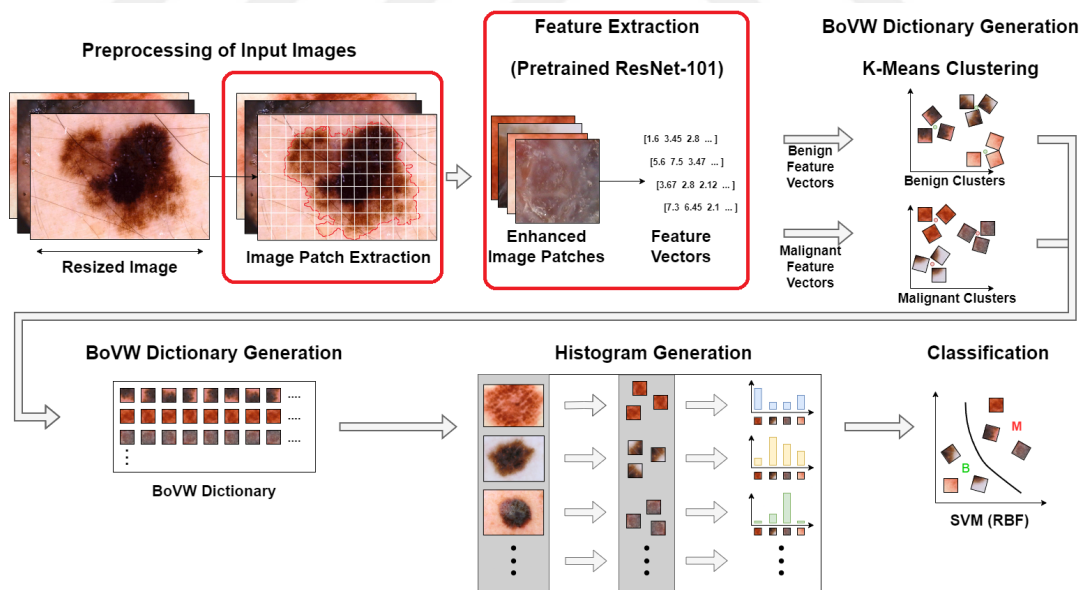 Preprocessing of Input Images
Resized Image
Image Patch Extraction
Feature Extraction
(Pretrained ResNet-101)
Enhanced
Image Patches
[1.6 3.45 2.8 ... ]
[5.6 7.5 3.47 ... ]
[3.67 2.8 2.12 ... ]
[7.3 6.45 2.1 ... ]
Feature
Vectors
BoVW Dictionary Generation
K-Means Clustering
Benign
Feature
Vectors
Benign Clusters
Malignant
Feature
Vectors
Malignant Clusters
BoVW Dictionary Generation
....
....
....
BoVW Dictionary
Histogram Generation
Classification
M
B
SVM (RBF)